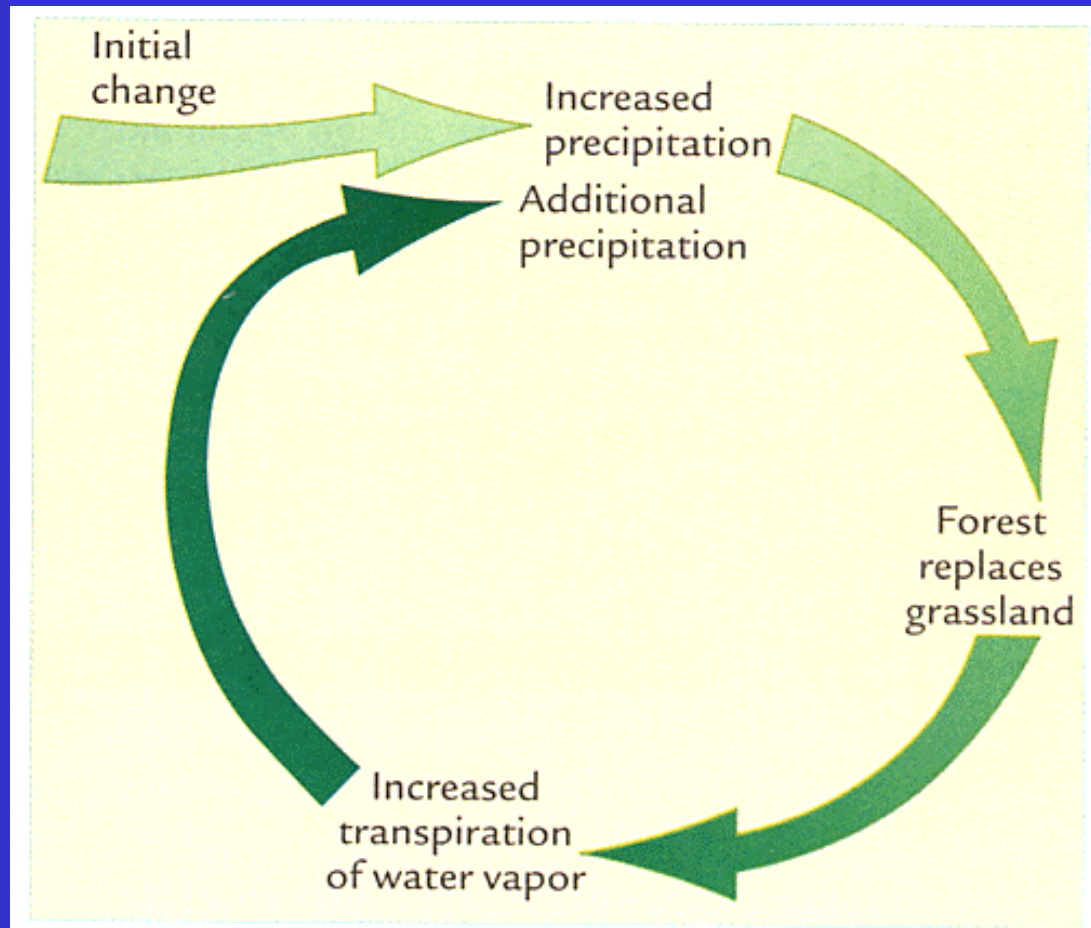 Initial
change
Increased
precipitation
Additional
precipitation
Forest
replaces
grassland
Increased
transpiration
of water vapor